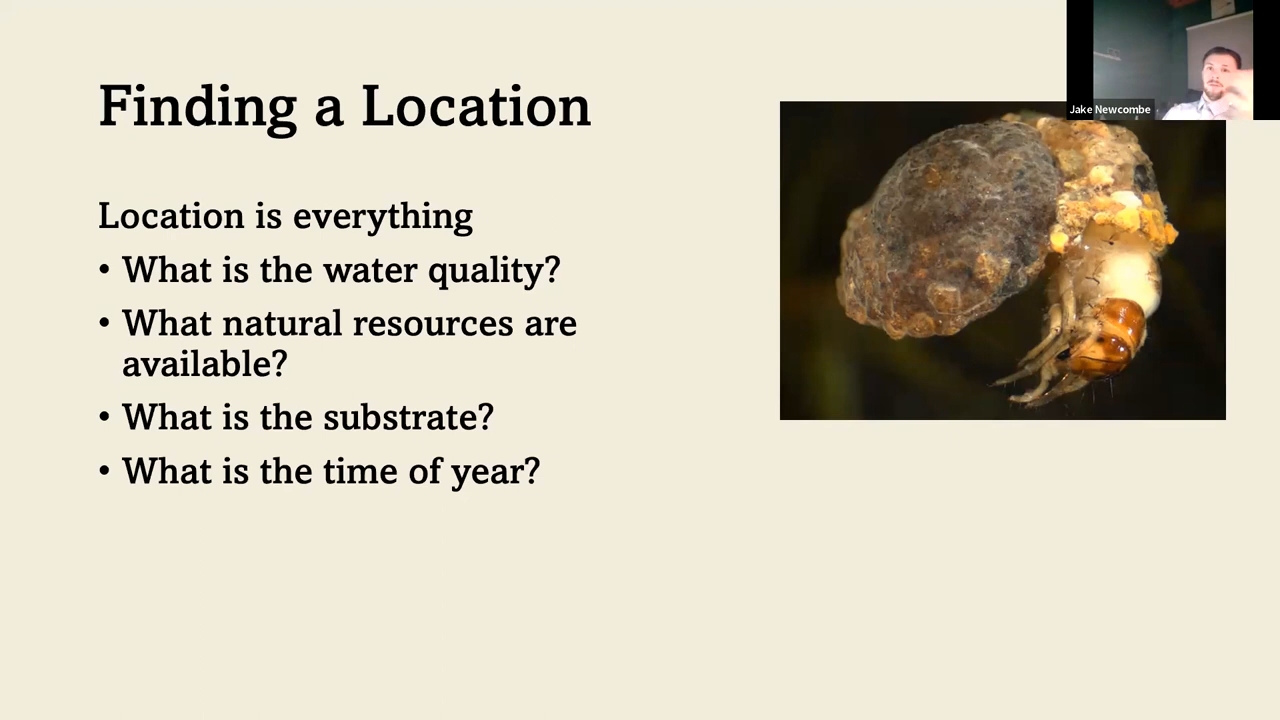 Jake Newcombe
Finding a Location
Location is everything
• What is the water quality?
• What natural resources are
available?
• What is the substrate?
• What is the time of year?